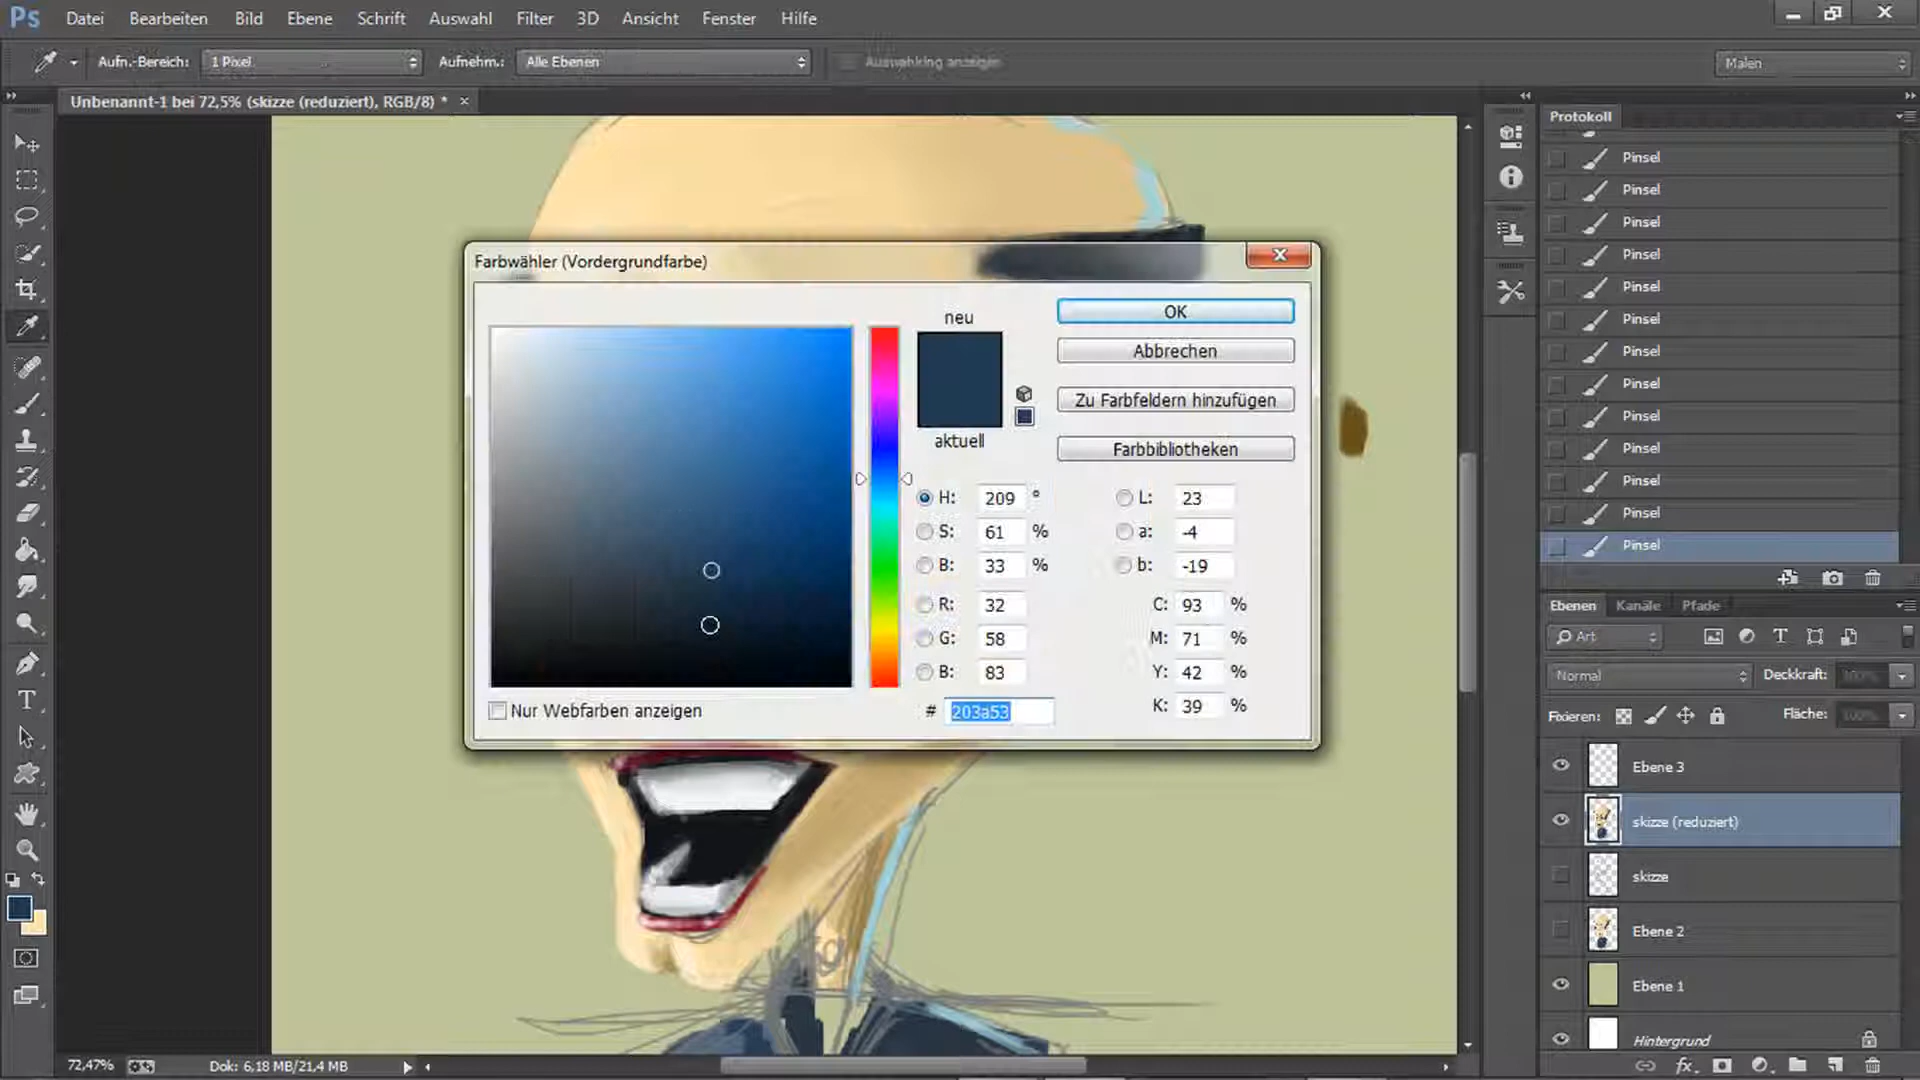 Ps Datei Bearbeiten Bild Ebene Schrift Auswahl Filter 3D Ansicht Fenster Hilfe
Aufn.-Bereich: 1 Pixel Aufnehm.: Alle Ebenen Auswahlring anzeigen Malen
Unbenannt-1 bei 72,5% (skizze (reduziert), RGB/8) * ×
Protokoll
Pinsel
Pinsel
Pinsel
Pinsel
Pinsel
Pinsel
Pinsel
Pinsel
Pinsel
Pinsel
Pinsel
Pinsel
Pinsel
Farbwähler (Vordergrundfarbe)
neu
aktuell
OK
Abbrechen
Zu Farbfeldern hinzufügen
Farbbibliotheken
H: 209 ° L: 23
S: 61 % a: -4
B: 33 % b: -19
R: 32 C: 93 %
G: 58 M: 71 %
B: 83 Y: 42 %
# 203a53 K: 39 %
Nur Webfarben anzeigen
Ebenen Kanäle Pfade
Art
Normal Deckkraft: 100%
Fixieren: Fläche: 100%
Ebene 3
skizze (reduziert)
skizze
Ebene 2
Ebene 1
Hintergrund
72,47% Dok: 6,18 MB/21,4 MB